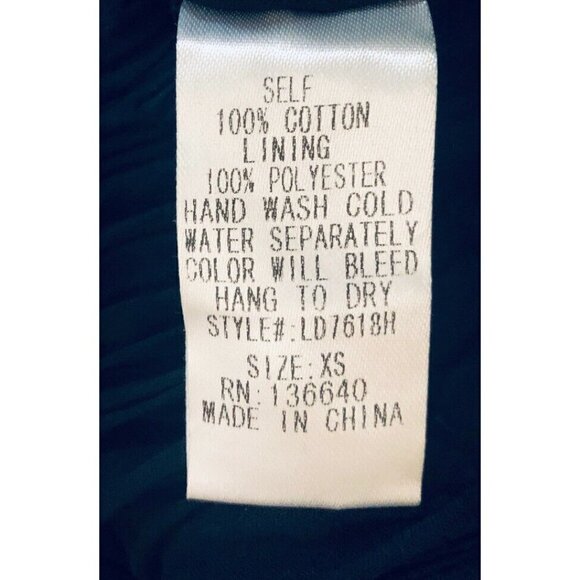 SELF
100% COTTON
LINING
100% POLYESTER
HAND WASH COLD
WATER SEPARATELY
COLOR WILL BLEED
HANG TO DRY
STYLE#:LD7618H
SIZE:XS
RN:136640
MADE IN CHINA